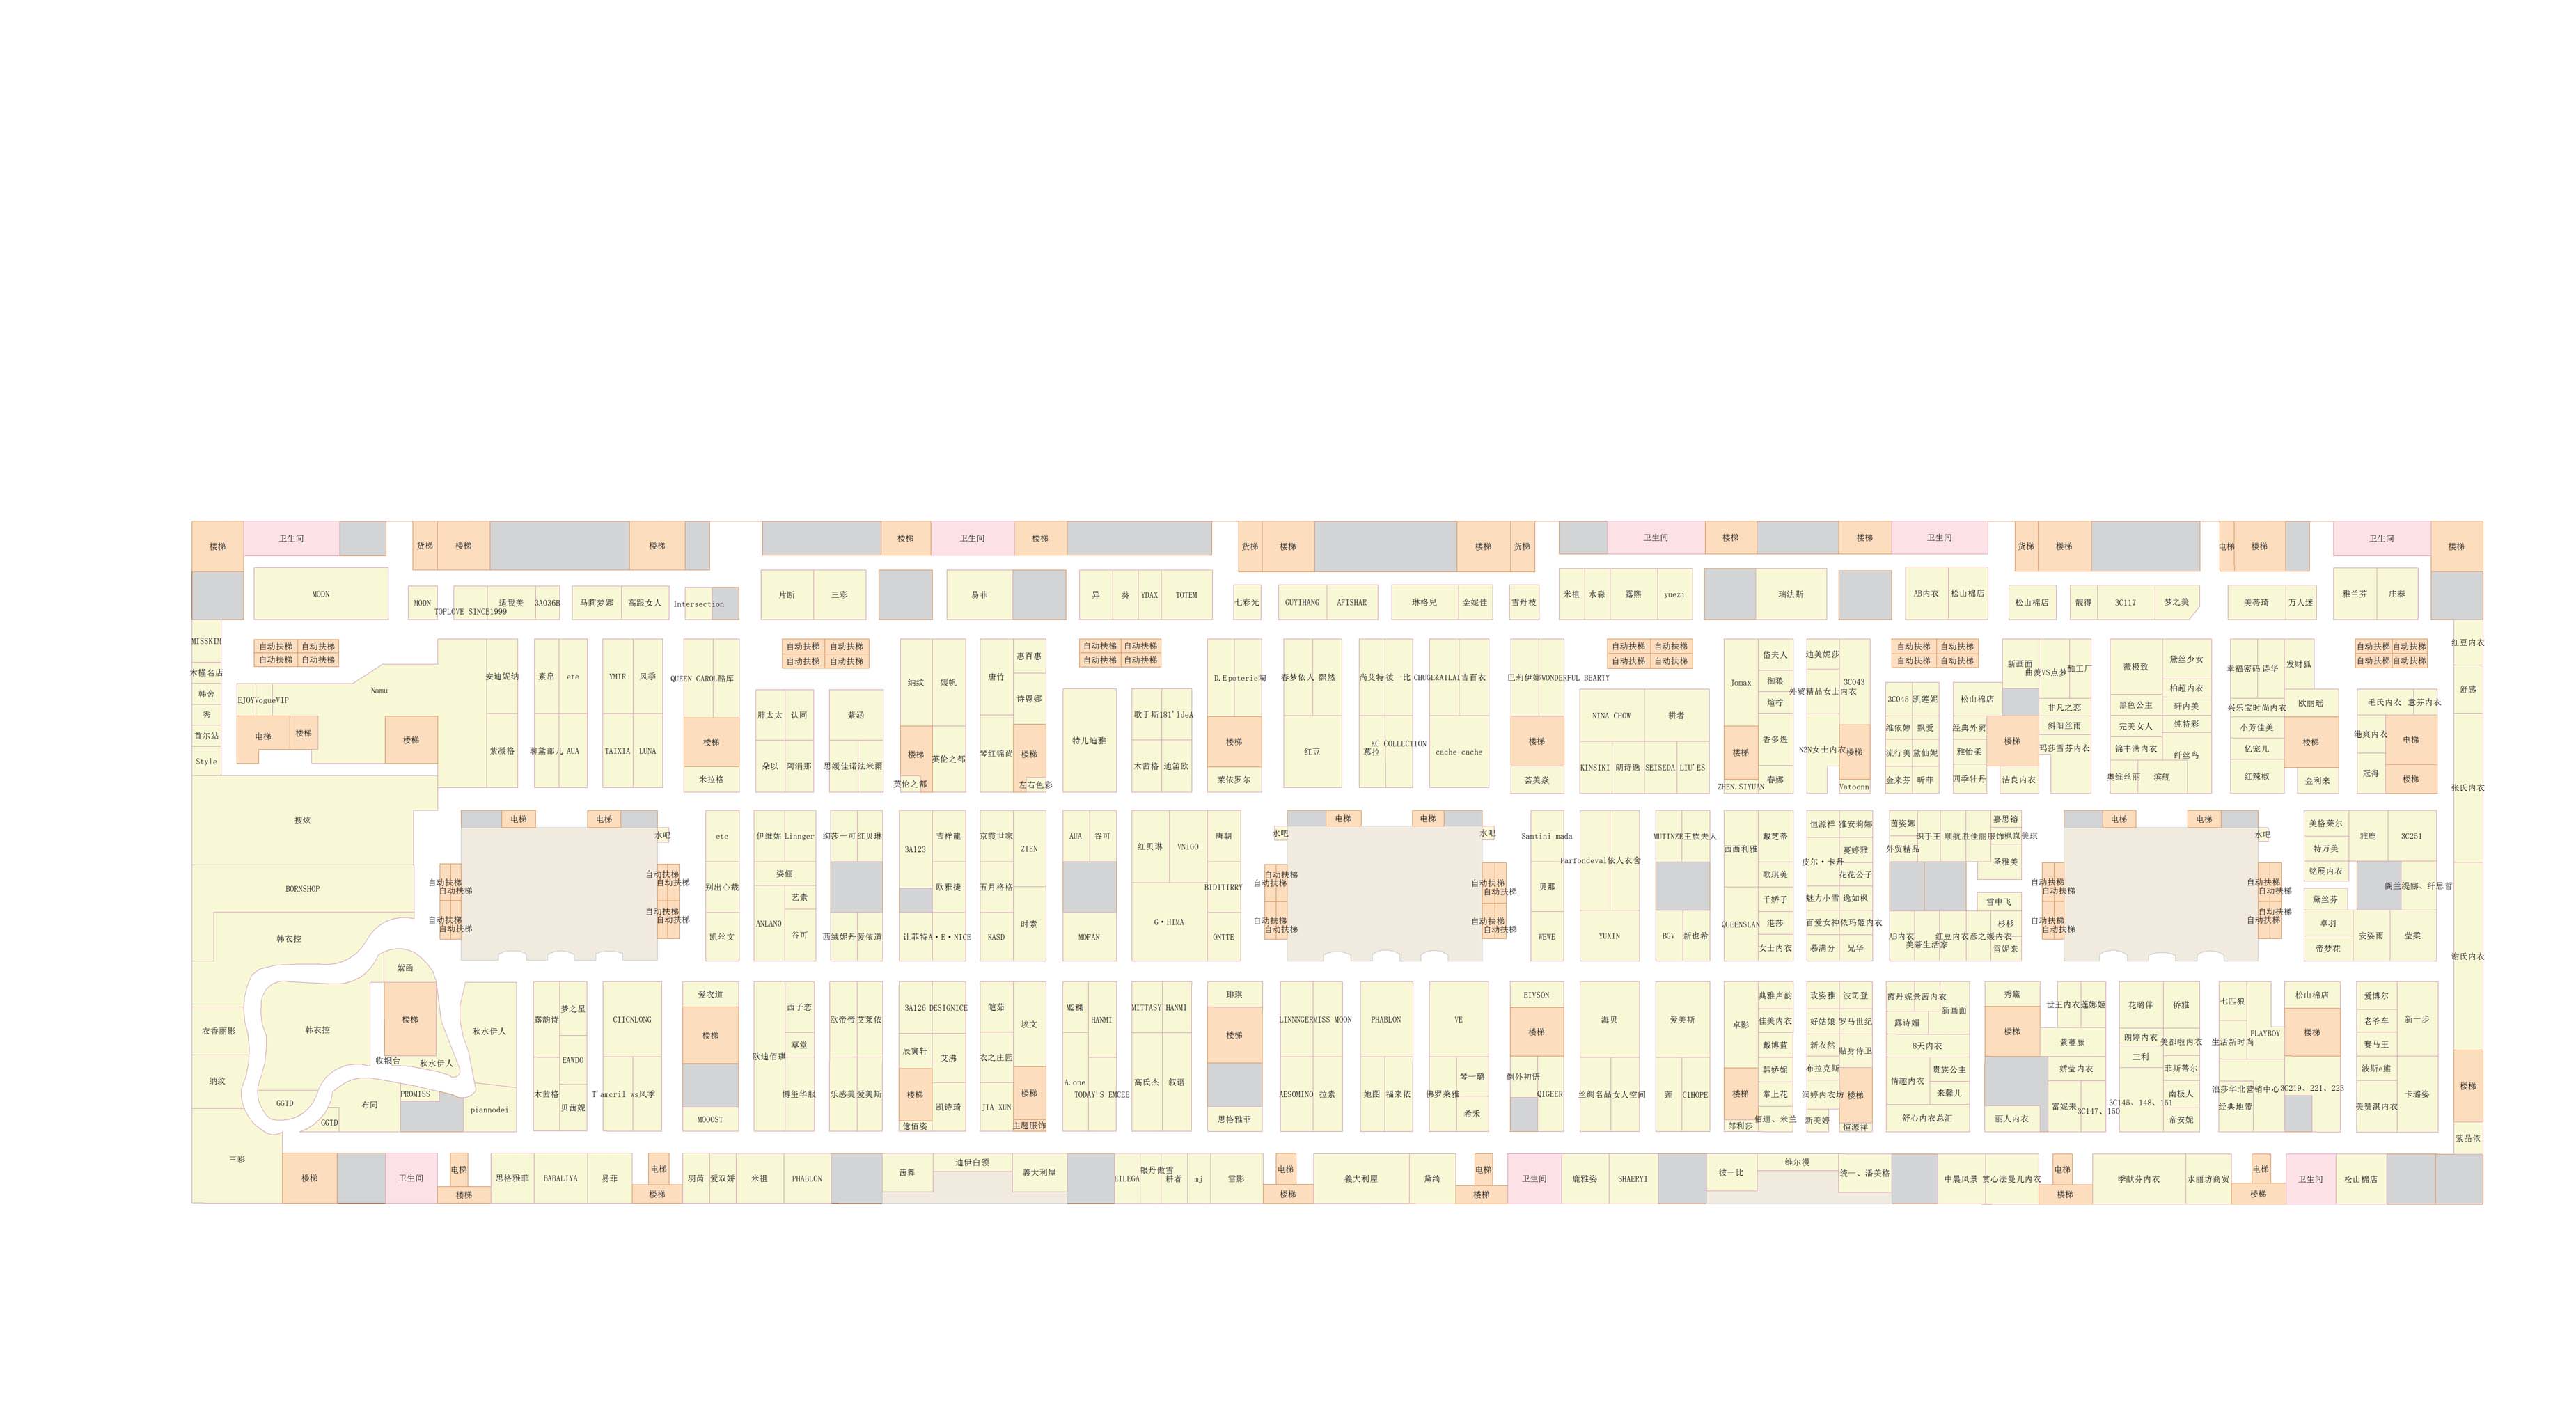 楼梯
卫生间
货梯
楼梯
楼梯
楼梯
卫生间
楼梯
货梯
楼梯
楼梯
货梯
卫生间
楼梯
楼梯
卫生间
货梯
楼梯
电梯
楼梯
卫生间
楼梯
MODN
MODN
TOPLOVE SINCE1999
适我美
3A036B
马莉梦娜
高跟女人
Intersection
片断
三彩
易菲
异
葵
YDAX
TOTEM
七彩光
GUYIHANG
AFISHAR
琳格兒
金妮佳
雪丹枝
米祖
水淼
露熙
yuezi
瑞法斯
AB内衣
松山棉店
松山棉店
靓得
3C117
梦之美
美蒂琦
万人迷
雅兰芬
庄泰
MISSKIM
木槿名店
韩舍
秀
首尔站
Style
自动扶梯
自动扶梯
自动扶梯
自动扶梯
EJOYVogueVIP
Namu
电梯
楼梯
楼梯
安迪妮纳
紫凝格
素帛
ete
聊黛部儿
AUA
YMIR
风季
TAIXIA
LUNA
QUEEN CAROL酷库
楼梯
米拉格
自动扶梯
自动扶梯
自动扶梯
自动扶梯
胖太太
认同
朵以
阿涓那
紫涵
思媛佳诺法米爾
纳纹
媛帆
楼梯
英伦之都
英伦之都
唐竹
惠百惠
诗恩娜
琴红锦尚
楼梯
左右色彩
自动扶梯
自动扶梯
自动扶梯
自动扶梯
特儿迪雅
歌于斯181'ldeA
木茜格
迪笛欧
D.Epoterie陶
楼梯
莱依罗尔
春梦依人
熙然
红豆
尚艾特
彼一比
慕拉
KC COLLECTION
CHUGE&AILAI吉百衣
cache cache
巴莉伊娜WONDERFUL BEARTY
楼梯
荟美焱
自动扶梯
自动扶梯
自动扶梯
自动扶梯
NINA CHOW
耕者
KINSIKI
朗诗逸
SEISEDA
LIU'ES
Jomax
岱夫人
御狼
煊柠
香多煜
春娜
楼梯
ZHEN.SIYUAN
迪美妮莎
3C043
外贸精品女士内衣
N2N女士内衣
楼梯
Vatoonn
自动扶梯
自动扶梯
自动扶梯
自动扶梯
3C045
凯莲妮
维依婷
飘爱
流行美
黛仙妮
金来芬
昕菲
松山棉店
经典外贸
雅怡柔
四季牡丹
新画面
曲羡VS点梦
酷工厂
非凡之恋
斜阳丝雨
玛莎雪芬内衣
楼梯
洁良内衣
薇极致
黛丝少女
柏超内衣
黑色公主
轩内美
完美女人
纯特彩
锦丰满内衣
纤丝鸟
奥维丝丽
滨舰
幸福密码
诗华
发财狐
兴乐宝时尚内衣
欧丽瑶
小芳佳美
亿宠儿
红辣椒
楼梯
金利来
自动扶梯
自动扶梯
自动扶梯
自动扶梯
毛氏内衣
意芬内衣
港爽内衣
电梯
冠得
楼梯
红豆内衣
舒感
张氏内衣
谢氏内衣
楼梯
紫晶依
搜炫
BORNSHOP
韩衣控
电梯
电梯
水吧
自动扶梯
自动扶梯
自动扶梯
自动扶梯
自动扶梯
自动扶梯
自动扶梯
自动扶梯
ete
别出心裁
凯丝文
伊维妮
Linnger
姿俪
艺素
ANLANO
谷可
绚莎一可
红贝琳
西绒妮丹
爱依道
3A123
吉祥龍
欧雅捷
让菲特A·E·NICE
京霞世家
ZIEN
五月格格
KASD
时素
AUA
谷可
MOFAN
红贝琳
VNiGO
唐朝
BIDITIRRY
G·HIMA
ONTTE
水吧
电梯
电梯
水吧
自动扶梯
自动扶梯
自动扶梯
自动扶梯
自动扶梯
自动扶梯
自动扶梯
自动扶梯
Santini mada
贝那
WEWE
Parfondeval依人衣舍
YUXIN
MUTINZE王族夫人
BGV
新也希
西西利雅
戴芝蒂
歌琪美
千娇子
QUEENSLAN
港莎
女士内衣
恒源祥
雅安莉娜
蔓婷雅
皮尔·卡丹
花花公子
魅力小雪
逸如枫
百爱女神
依玛姬内衣
慕满分
兄华
茵姿娜
外贸精品
织手王
顺航
胜佳丽服饰枫岚美琪
嘉思镕
圣雅美
雪中飞
杉杉
AB内衣
美蒂生活家
红豆内衣
彦之媛内衣
雷妮来
电梯
电梯
水吧
自动扶梯
自动扶梯
自动扶梯
自动扶梯
自动扶梯
自动扶梯
自动扶梯
自动扶梯
美格莱尔
特万美
铭展内衣
雅鹿
3C251
阁兰缇娜、纤思哲
黛丝芬
卓羽
帝梦花
安姿雨
莹柔
衣香丽影
纳纹
三彩
紫函
韩衣控
楼梯
收银台
秋水伊人
秋水伊人
GGTD
GGTD
布同
PROMISS
piannodei
露韵诗
梦之星
EAWDO
木茜格
贝茜妮
CIICNLONG
T'amcril ws风季
爱衣道
楼梯
MOOOST
欧迪佰琪
西子恋
草堂
博玺华服
欧帝帝
艾莱依
乐感美
爱美斯
3A126
DESIGNICE
辰寅轩
艾沸
楼梯
凯诗琦
億佰姿
皑茹
埃文
衣之庄园
JIA XUN
楼梯
主题服饰
M2稞
HANMI
A.one
TODAY'S EMCEE
MITTASY
HANMI
高氏杰
叙语
琲琪
楼梯
思格雅菲
LINNNGERMISS MOON
AESOMINO
拉素
PHABLON
她图
福来依
VE
佛罗莱雅
琴一璐
希禾
EIVSON
楼梯
例外初语
QIGEER
海贝
丝绸名品
女人空间
爱美斯
莲
C1HOPE
卓影
典雅声韵
佳美内衣
戴博蓝
韩娇妮
掌上花
楼梯
郎利莎
佰珊、米兰
玫姿雅
波司登
好姑娘
罗马世纪
新衣然
贴身侍卫
布拉克斯
润婷内衣坊
新美婷
楼梯
恒源祥
霞丹妮景茜内衣
新画面
露诗媚
8天内衣
情趣内衣
贵族公主
来馨儿
舒心内衣总汇
秀黛
楼梯
丽人内衣
世王内衣莲娜姬
紫蔓藤
娇莹内衣
富妮来
3C147、150
花璐伴
侨雅
朗婷内衣
美都啦内衣
三利
菲斯蒂尔
南极人
3C145、148、151
帝安妮
七匹狼
PLAYBOY
生活新时尚
浪莎华北营销中心
经典地带
松山棉店
楼梯
3C219、221、223
爱博尔
老爷车
赛马王
新一步
波斯e熊
卡璐姿
美赞淇内衣
楼梯
卫生间
电梯
楼梯
思格雅菲
BABALIYA
易菲
电梯
楼梯
羽芮
爱双娇
米祖
PHABLON
茜舞
迪伊白领
義大利屋
EILEGA
银丹傲雪
耕者
mj
雪影
电梯
楼梯
義大利屋
黛绮
电梯
楼梯
卫生间
鹿雅姿
SHAERYI
彼一比
维尔漫
统一、潘美格
中晨风景
赏心法曼儿内衣
电梯
楼梯
季献芬内衣
水丽坊商贸
电梯
楼梯
卫生间
松山棉店